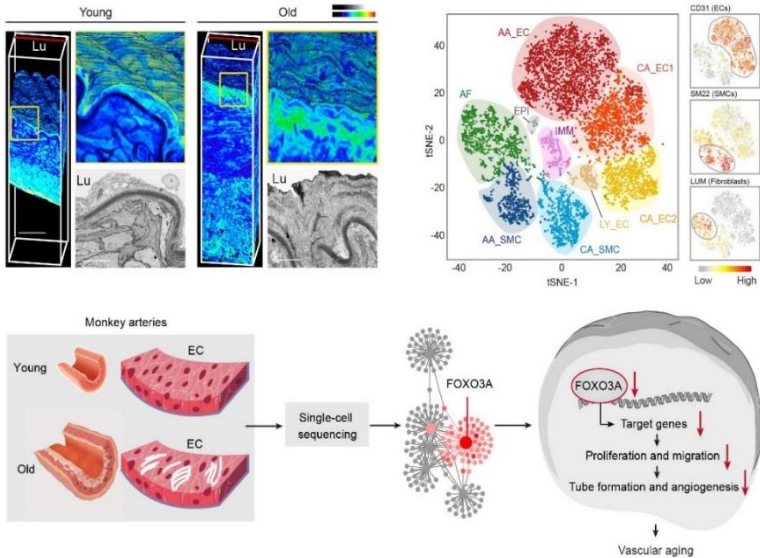 Young
Old
Lu
Lu
Lu
Lu
AA_EC
CA_EC1
AF
EPI
IMM
LY_EC
CA_EC2
AA_SMC
CA_SMC
tSNE-2
40
20
0
-20
-40
-40
-20
0
20
40
tSNE-1
CD31 (ECs)
SM22 (SMCs)
LUM (Fibroblasts)
Low
High
Monkey arteries
Young
EC
Old
EC
Single-cell
sequencing
FOXO3A
FOXO3A
Target genes
Proliferation and migration
Tube formation and angiogenesis
Vascular aging